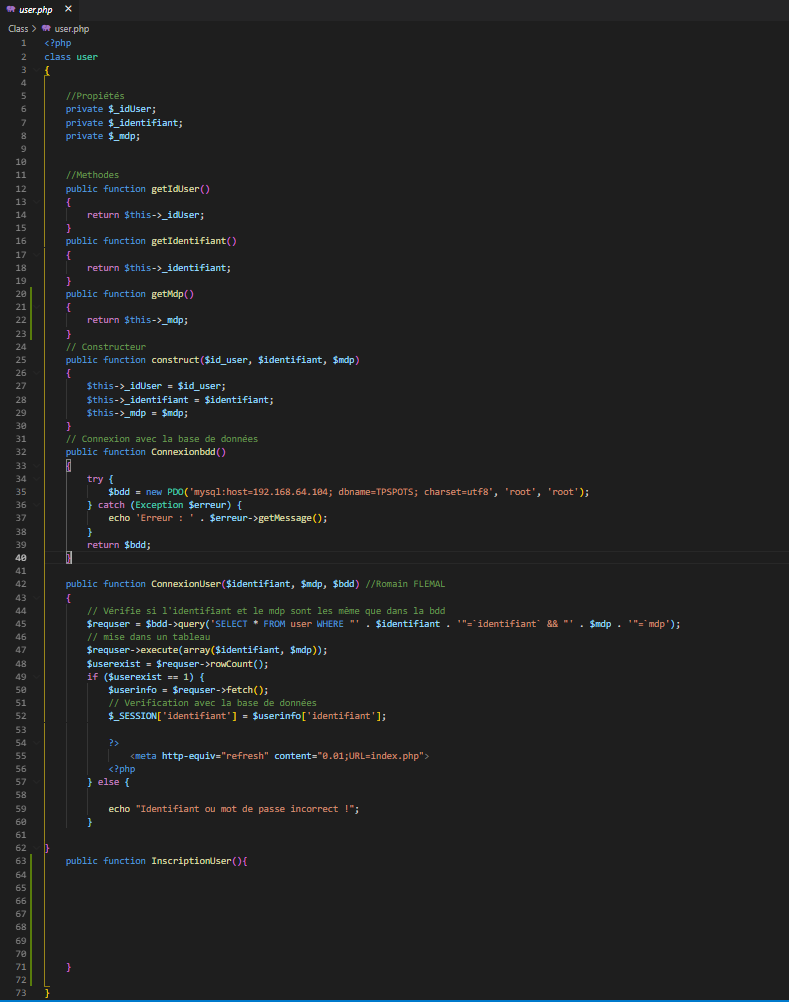 user.php ×
Class > user.php
1 <?php
2 class user
3 {
4
5 //Propiétés
6 private $_idUser;
7 private $_identifiant;
8 private $_mdp;
9
10
11 //Methodes
12 public function getIdUser()
13 {
14 return $this->_idUser;
15 }
16 public function getIdentifiant()
17 {
18 return $this->_identifiant;
19 }
20 public function getMdp()
21 {
22 return $this->_mdp;
23 }
24 // Constructeur
25 public function construct($id_user, $identifiant, $mdp)
26 {
27 $this->_idUser = $id_user;
28 $this->_identifiant = $identifiant;
29 $this->_mdp = $mdp;
30 }
31 // Connexion avec la base de données
32 public function Connexionbdd()
33 {
34 try {
35 $bdd = new PDO('mysql:host=192.168.64.104; dbname=TPSPOTS; charset=utf8', 'root', 'root');
36 } catch (Exception $erreur) {
37 echo 'Erreur : ' . $erreur->getMessage();
38 }
39 return $bdd;
40 }
41
42 public function ConnexionUser($identifiant, $mdp, $bdd) //Romain FLEMAL
43 {
44 // Vérifie si l'identifiant et le mdp sont les même que dans la bdd
45 $requser = $bdd->query('SELECT * FROM user WHERE "' . $identifiant . '"=`identifiant` && "' . $mdp . '"=`mdp`');
46 // mise dans un tableau
47 $requser->execute(array($identifiant, $mdp));
48 $userexist = $requser->rowCount();
49 if ($userexist == 1) {
50 $userinfo = $requser->fetch();
51 // Verification avec la base de données
52 $_SESSION['identifiant'] = $userinfo['identifiant'];
53
54 ?>
55 <meta http-equiv="refresh" content="0.01;URL=index.php">
56 <?php
57 } else {
58
59 echo "Identifiant ou mot de passe incorrect !";
60 }
61
62 }
63 public function InscriptionUser(){
64
65
66
67
68
69
70
71 }
72
73 }